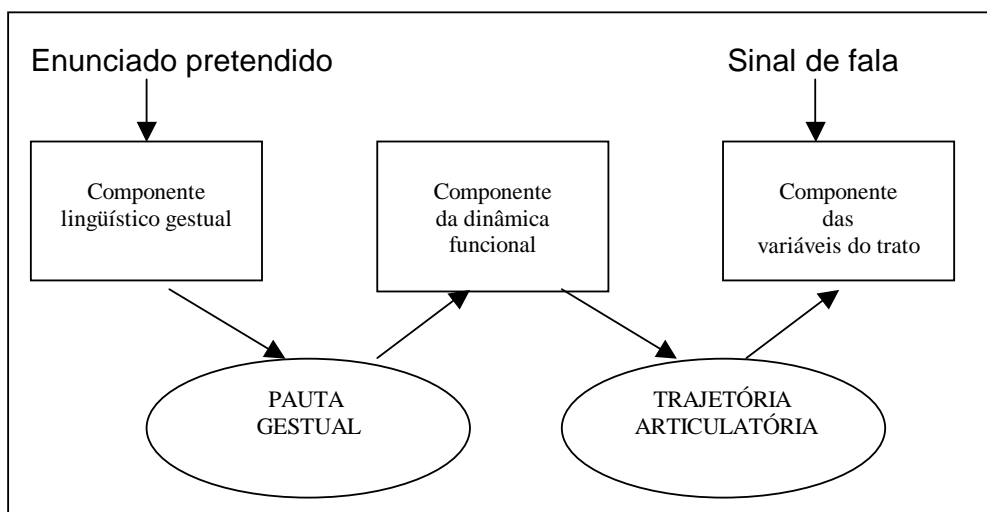 Enunciado pretendido
Sinal de fala
Componente
lingüístico gestual
Componente
da dinâmica
funcional
Componente
das
variáveis do trato
PAUTA
GESTUAL
TRAJETÓRIA
ARTICULATÓRIA